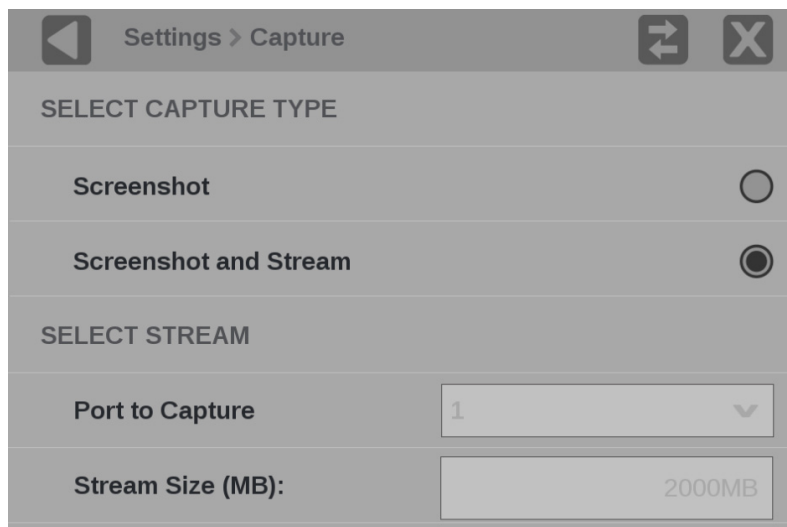 Settings > Capture
SELECT CAPTURE TYPE
Screenshot
Screenshot and Stream
SELECT STREAM
Port to Capture 1
Stream Size (MB): 2000MB